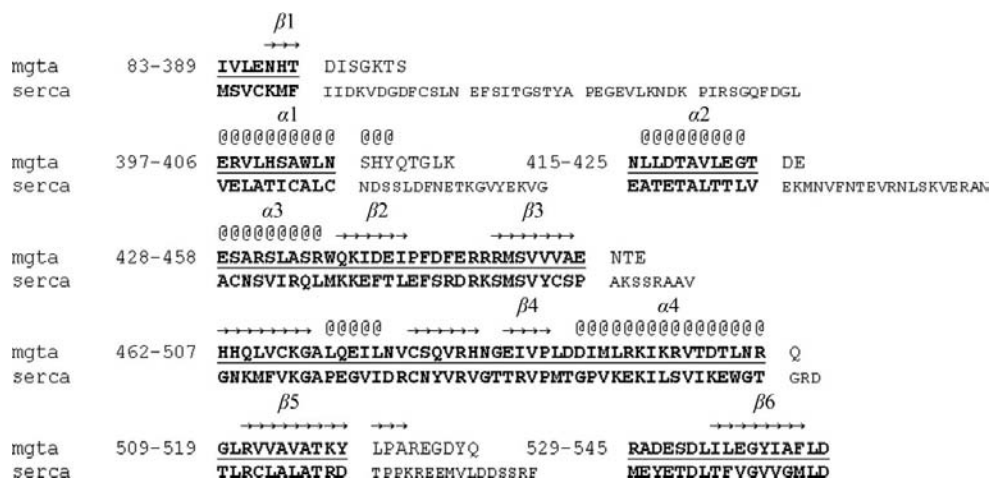 β1
→→→
mgta 83-389 IVLENHT DISGKTS
serca MSVCKMF IIDKVDGDFCSLN EFSITGSTYA PEGEVLKNDK PIRSGQFDGL
α1 α2
@@@@@@@@@@ @@@ @@@@@@@@@
mgta 397-406 ERVLHSAWLN SHYQTGLK 415-425 NLLDTAVLEGT DE
serca VELATICALC NDSSLDFNETKGVYEKVG EATETALTTLV EKMNVFNTEVRNLSKVERAN
α3 β2 β3
@@@@@@@@@ →→→→→→ →→→→→→→
mgta 428-458 ESARSLASRWQKIDEIPFDFERRRMSVVVAE NTE
serca ACNSVIRQLMKKEFTLEFSRDRKSMSVYCSP AKSSRAAV
β4 α4
→→→→→→→→ @@@@@ →→→→→→ →→→→ @@@@@@@@@@@@@@@@
mgta 462-507 HHQLVCKGALQEILNVCSQVRHNGEIVPLDDIMLRKIKRVTDTLNR Q
serca GNKMFVKGAPEGVIDRCNYVRVGTTRVPMTGPVKEKILSVIKEWGT GRD
β5 β6
→→→→→→→→→ →→→ →→→→→→→→
mgta 509-519 GLRVVAVATKY LPAREGDYQ 529-545 RADESDLILEGYIAFLD
serca TLRCLALATRD TPPKREEMVLDDSSRF MEYETDLTFVGVVGMLD